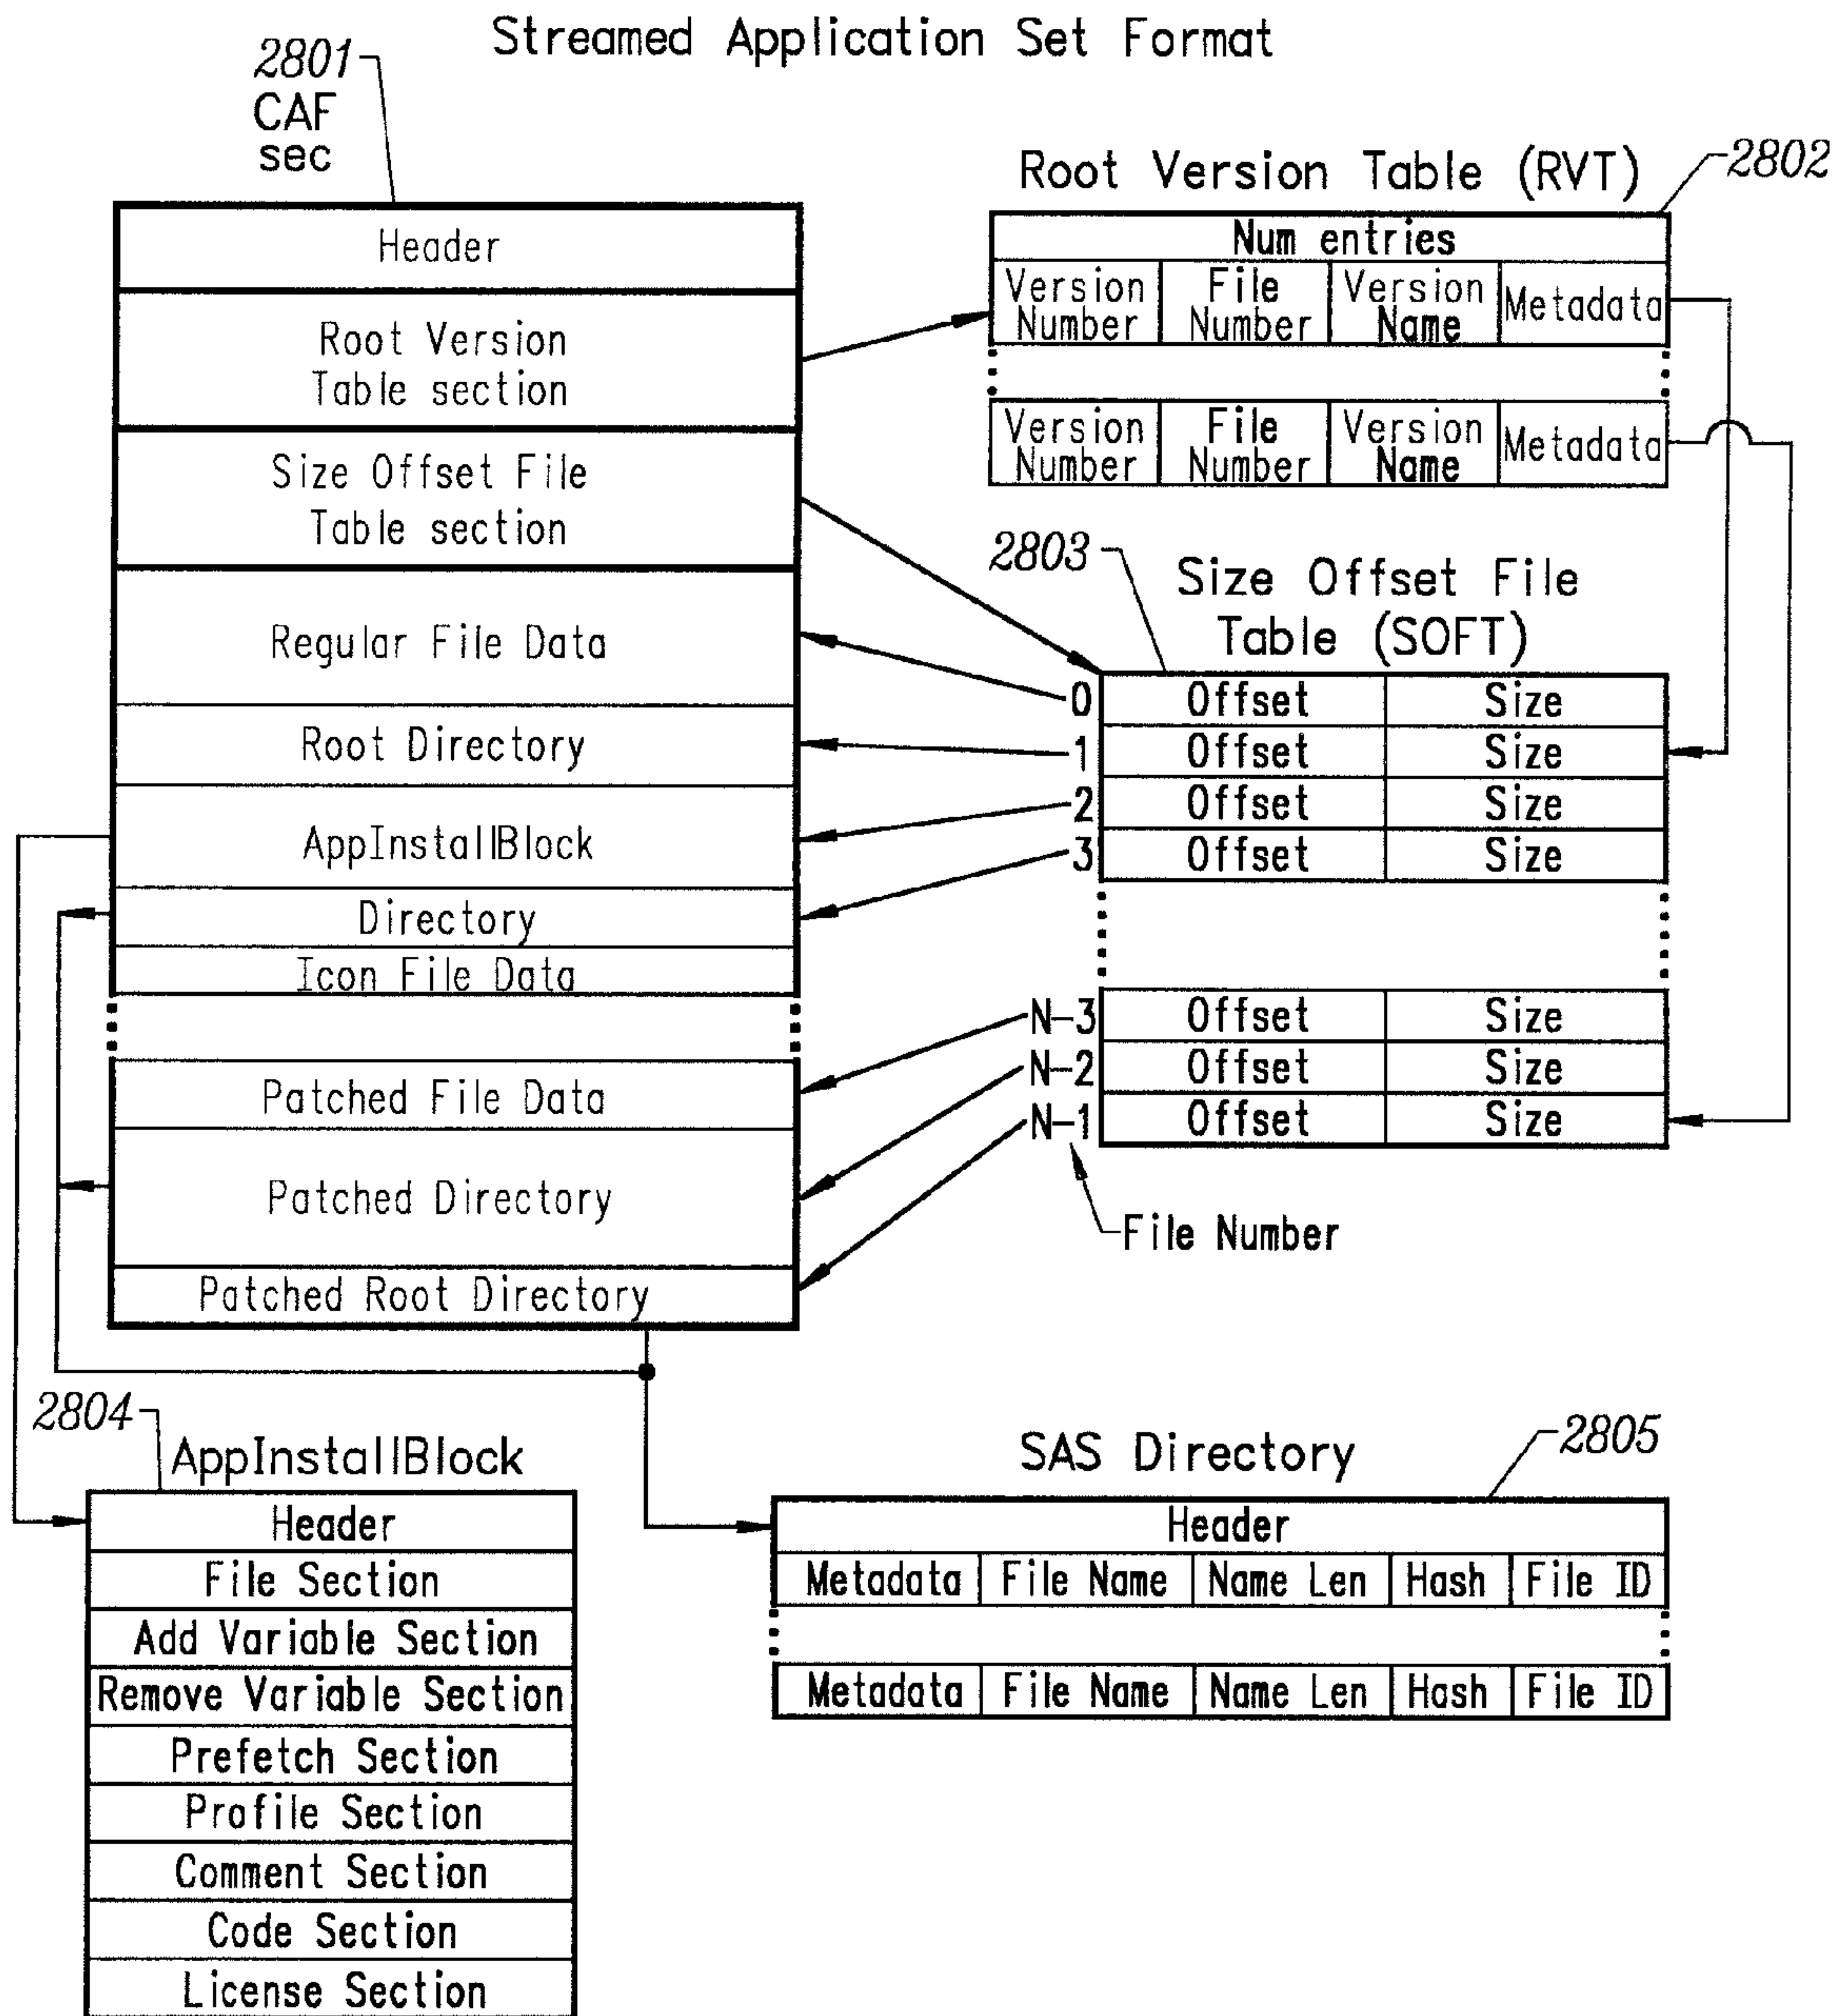 Streamed Application Set Format
2801
CAF
sec
Header
Root Version
Table section
Size Offset File
Table section
Regular File Data
Root Directory
AppInstallBlock
Directory
Icon File Data
Patched File Data
Patched Directory
Patched Root Directory
Root Version Table (RVT)
2802
Num entries
Version Number File Number Version Name Metadata
Version Number File Number Version Name Metadata
2803
Size Offset File
Table (SOFT)
0 Offset Size
1 Offset Size
2 Offset Size
3 Offset Size
N-3 Offset Size
N-2 Offset Size
N-1 Offset Size
File Number
2804
AppInstallBlock
Header
File Section
Add Variable Section
Remove Variable Section
Prefetch Section
Profile Section
Comment Section
Code Section
License Section
SAS Directory
2805
Header
Metadata File Name Name Len Hash File ID
Metadata File Name Name Len Hash File ID